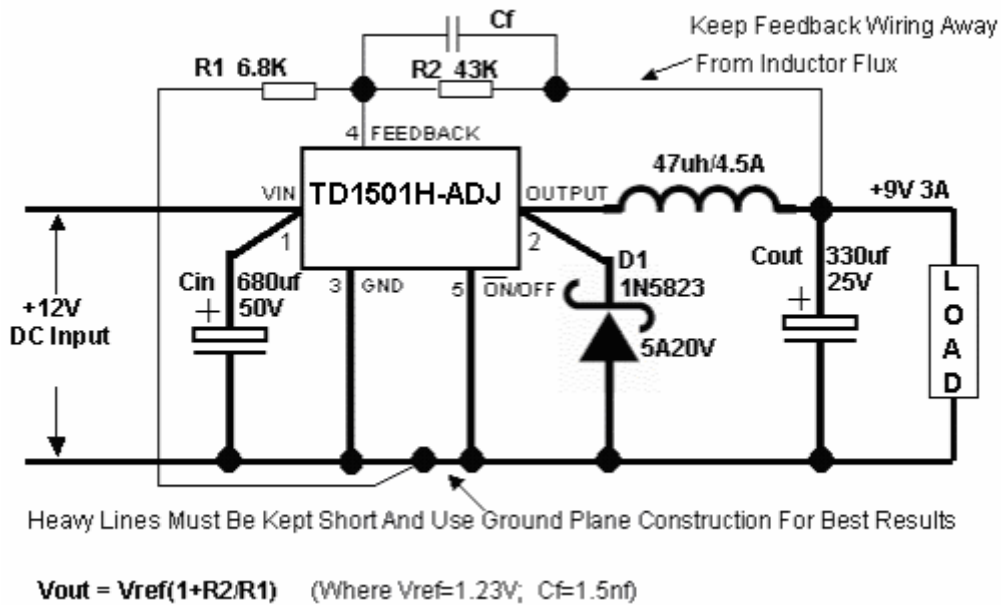 Cf
Keep Feedback Wiring Away
From Inductor Flux
R1 6.8K
R2 43K
4 FEEDBACK
47uh/4.5A
VIN
TD1501H-ADJ
OUTPUT
+9V 3A
1
2
Cin
680uf
50V
+
3 GND
5 ON/OFF
D1
1N5823
5A20V
Cout
330uf
25V
+
LOAD
+12V
DC Input
Heavy Lines Must Be Kept Short And Use Ground Plane Construction For Best Results
Vout = Vref(1+R2/R1) (Where Vref=1.23V; Cf=1.5nf)